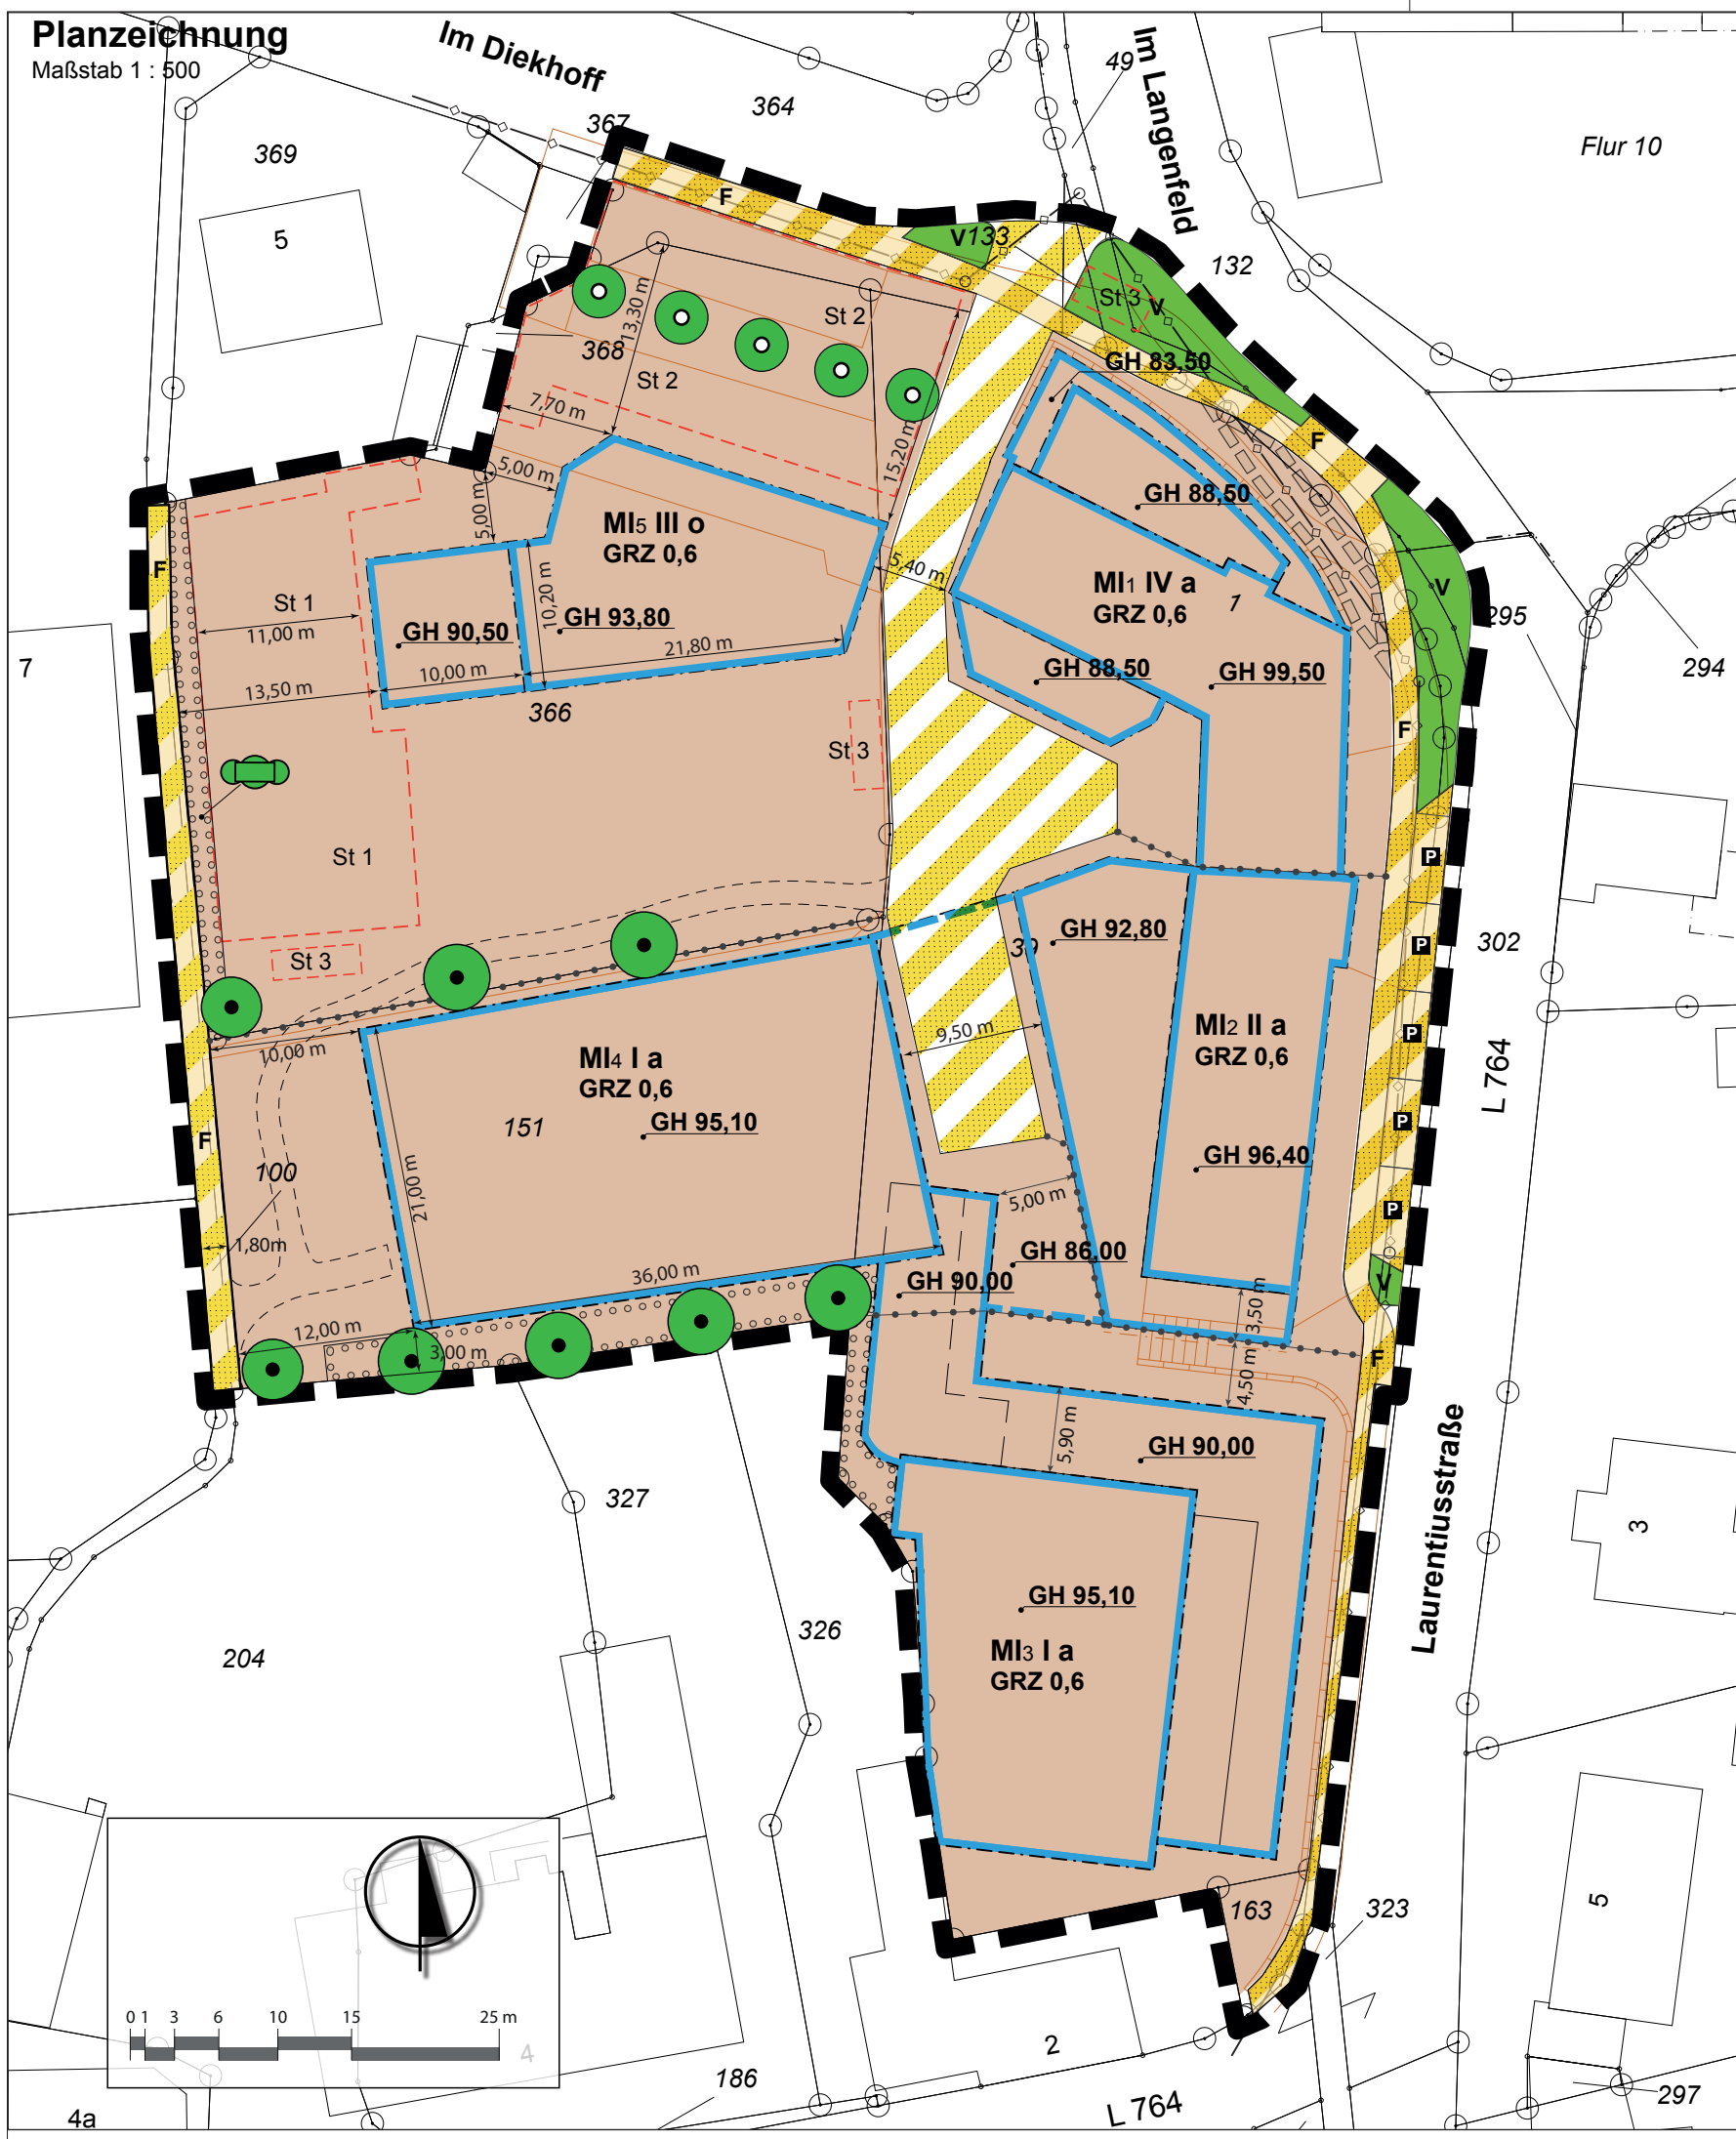 Planzeichnung
Maßstab 1 : 500
Im Diekhoff
Im Langenfeld
49
364
367
369
Flur 10
5
F
V
133
132
St 3
V
St 2
13,30 m
368
St 2
GH 83,50
7,70 m
F
15,20 m
5,00 m
5,00 m
GH 88,50
MI5 III o
GRZ 0,6
F
5,40 m
MI1 IV a
GRZ 0,6
1
V
10,20 m
St 1
11,00 m
GH 90,50
GH 93,80
295
21,80 m
7
10,00 m
GH 88,50
GH 99,50
294
13,50 m
366
F
St 3
St 1
P
GH 92,80
39
P
302
St 3
9,50 m
MI2 II a
GRZ 0,6
P
10,00 m
MI4 I a
GRZ 0,6
L 764
GH 95,10
151
P
F
GH 96,40
100
21,00 m
5,00 m
P
1,80m
GH 86,00
36,00 m
GH 90,00
V
3,50 m
12,00 m
3,00 m
F
4,50 m
5,90 m
GH 90,00
Laurentiusstraße
327
3
GH 95,10
326
MI3 I a
GRZ 0,6
204
163
323
5
0 1 3 6 10 15 25 m
4
2
186
297
4a
L 764